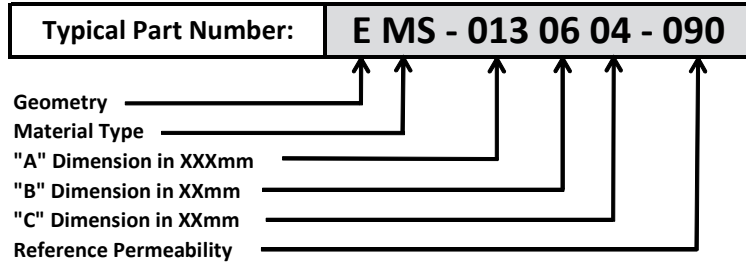 Typical Part Number: E MS - 013 06 04 - 090
Geometry
Material Type
"A" Dimension in XXXmm
"B" Dimension in XXmm
"C" Dimension in XXmm
Reference Permeability